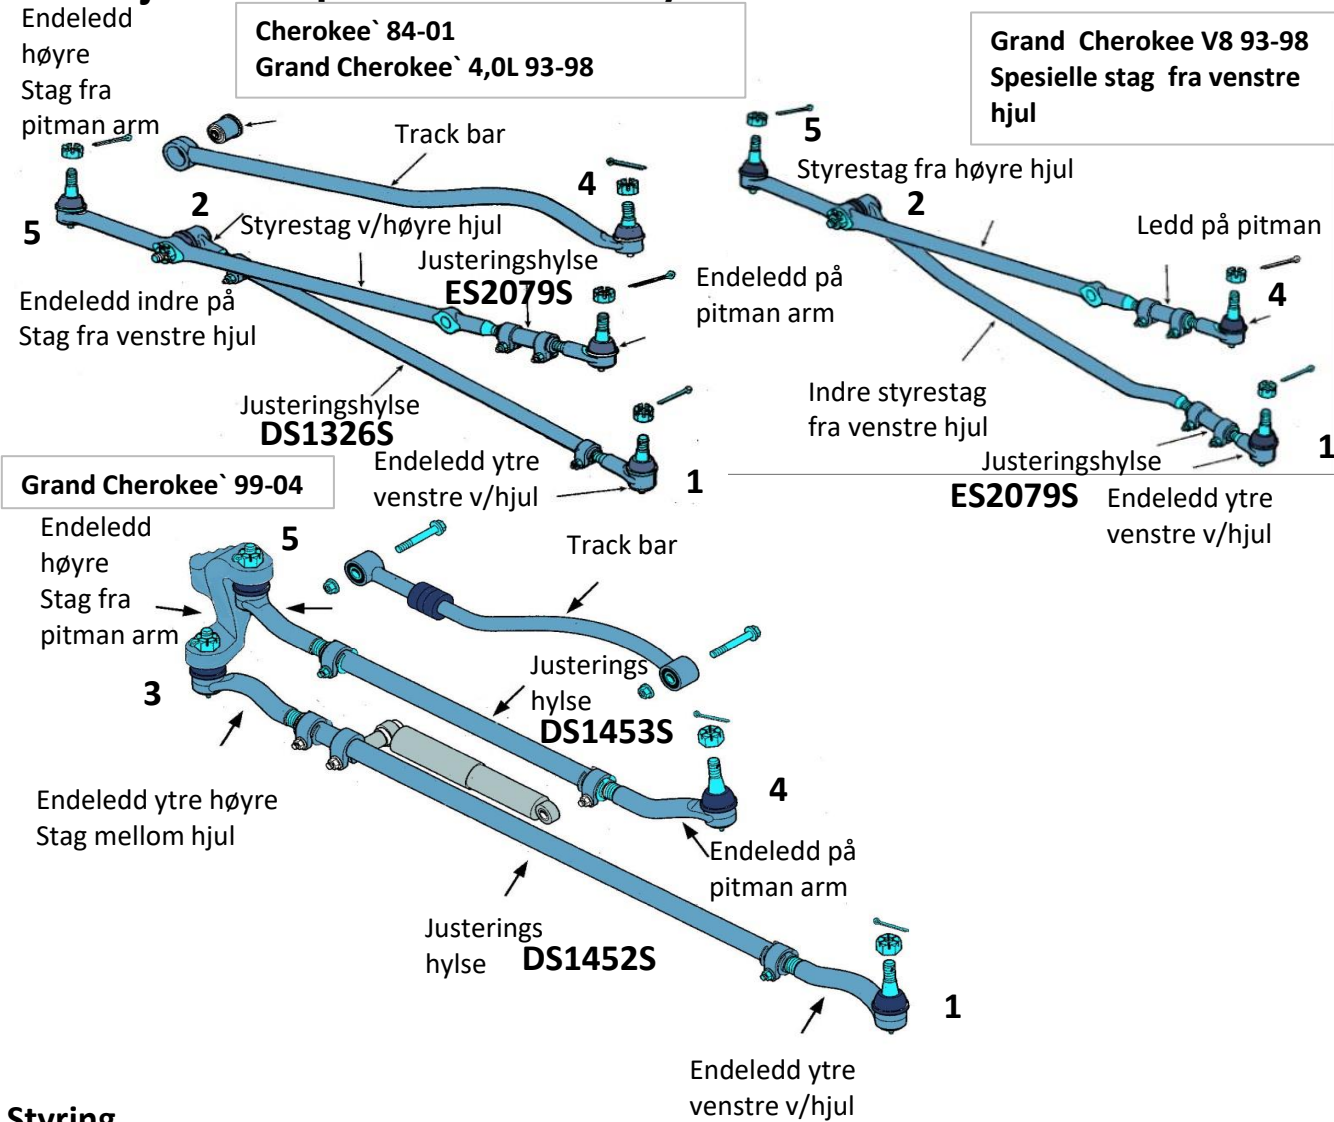 Endeledd
høyre
Stag fra
pitman arm
Cherokee` 84-01
Grand Cherokee` 4,0L 93-98
Track bar
4
2
5
Styrestag v/høyre hjul
Justeringshylse
ES2079S
Endeledd indre på
Stag fra venstre hjul
Endeledd på
pitman arm
Justeringshylse
DS1326S
Endeledd ytre
venstre v/hjul
1
Grand Cherokee V8 93-98
Spesielle stag fra venstre
hjul
5
Styrestag fra høyre hjul
2
Ledd på pitman
4
Indre styrestag
fra venstre hjul
1
Justeringshylse
ES2079S
Endeledd ytre
venstre v/hjul
Grand Cherokee` 99-04
Endeledd
høyre
Stag fra
pitman arm
5
Track bar
3
Justerings
hylse
DS1453S
4
Endeledd ytre høyre
Stag mellom hjul
Endeledd på
pitman arm
Justerings
hylse
DS1452S
1
Endeledd ytre
venstre v/hjul
Styring